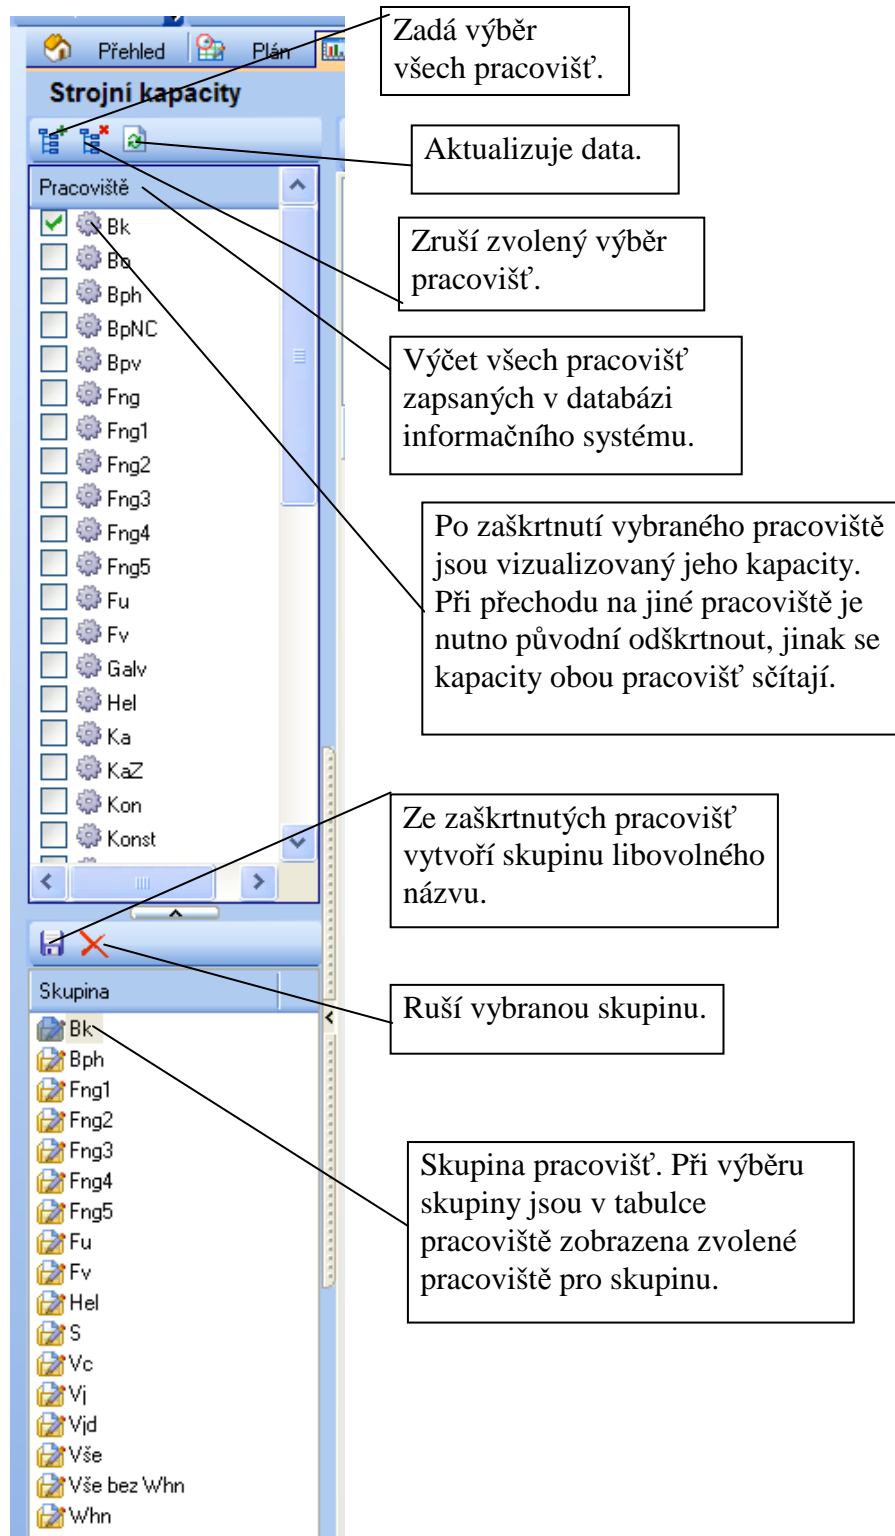 Přehled
Plán
Strojní kapacity
Pracoviště
Bk
Bo
Bph
BpNC
Bpv
Fng
Fng1
Fng2
Fng3
Fng4
Fng5
Fu
Fv
Galv
Hel
Ka
KaZ
Kon
Konst
Skupina
Bk
Bph
Fng1
Fng2
Fng3
Fng4
Fng5
Fu
Fv
Hel
S
Vc
Vj
Vjd
Vše
Vše bez Whn
Whn
Zadá výběr
všech pracovišť.
Aktualizuje data.
Zruší zvolený výběr
pracovišť.
Výčet všech pracovišť
zapsaných v databázi
informačního systému.
Po zaškrtnutí vybraného pracoviště
jsou vizualizovaný jeho kapacity.
Při přechodu na jiné pracoviště je
nutno původní odškrtnout, jinak se
kapacity obou pracovišť sčítají.
Ze zaškrtnutých pracovišť
vytvoří skupinu libovolného
názvu.
Ruší vybranou skupinu.
Skupina pracovišť. Při výběru
skupiny jsou v tabulce
pracoviště zobrazena zvolené
pracoviště pro skupinu.